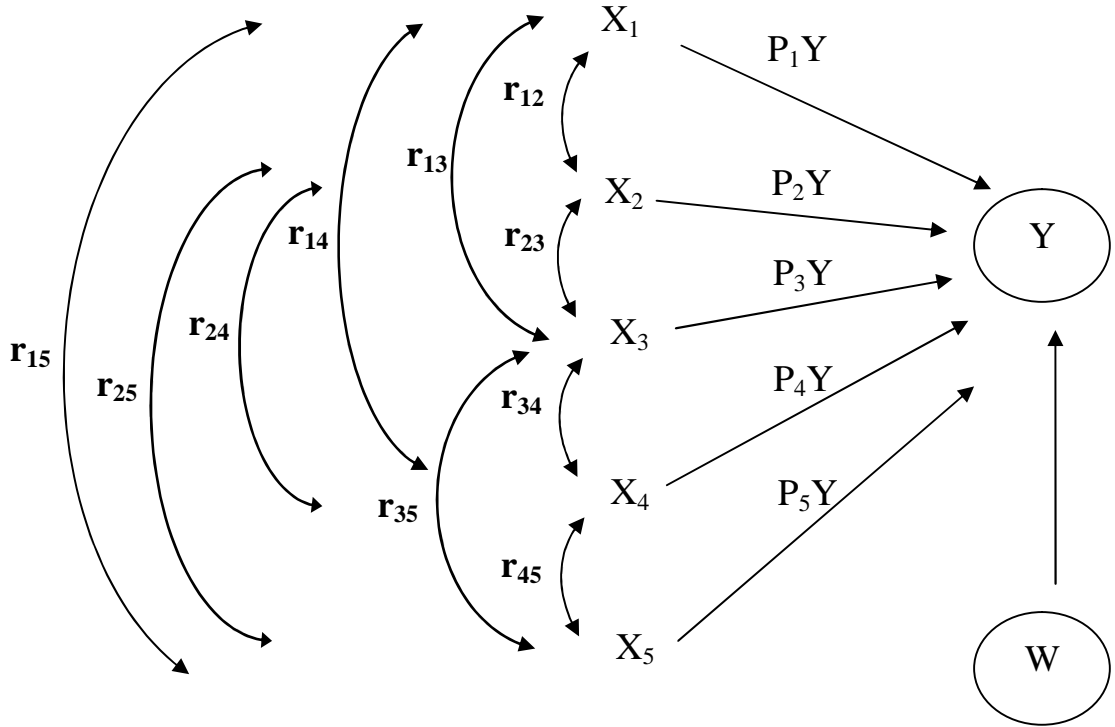 X₁
P₁Y
r₁₂
r₁₃
P₂Y
X₂
r₂₃
r₁₄
Y
P₃Y
r₂₄
X₃
r₁₅
r₂₅
r₃₄
P₄Y
X₄
P₅Y
r₃₅
r₄₅
X₅
W